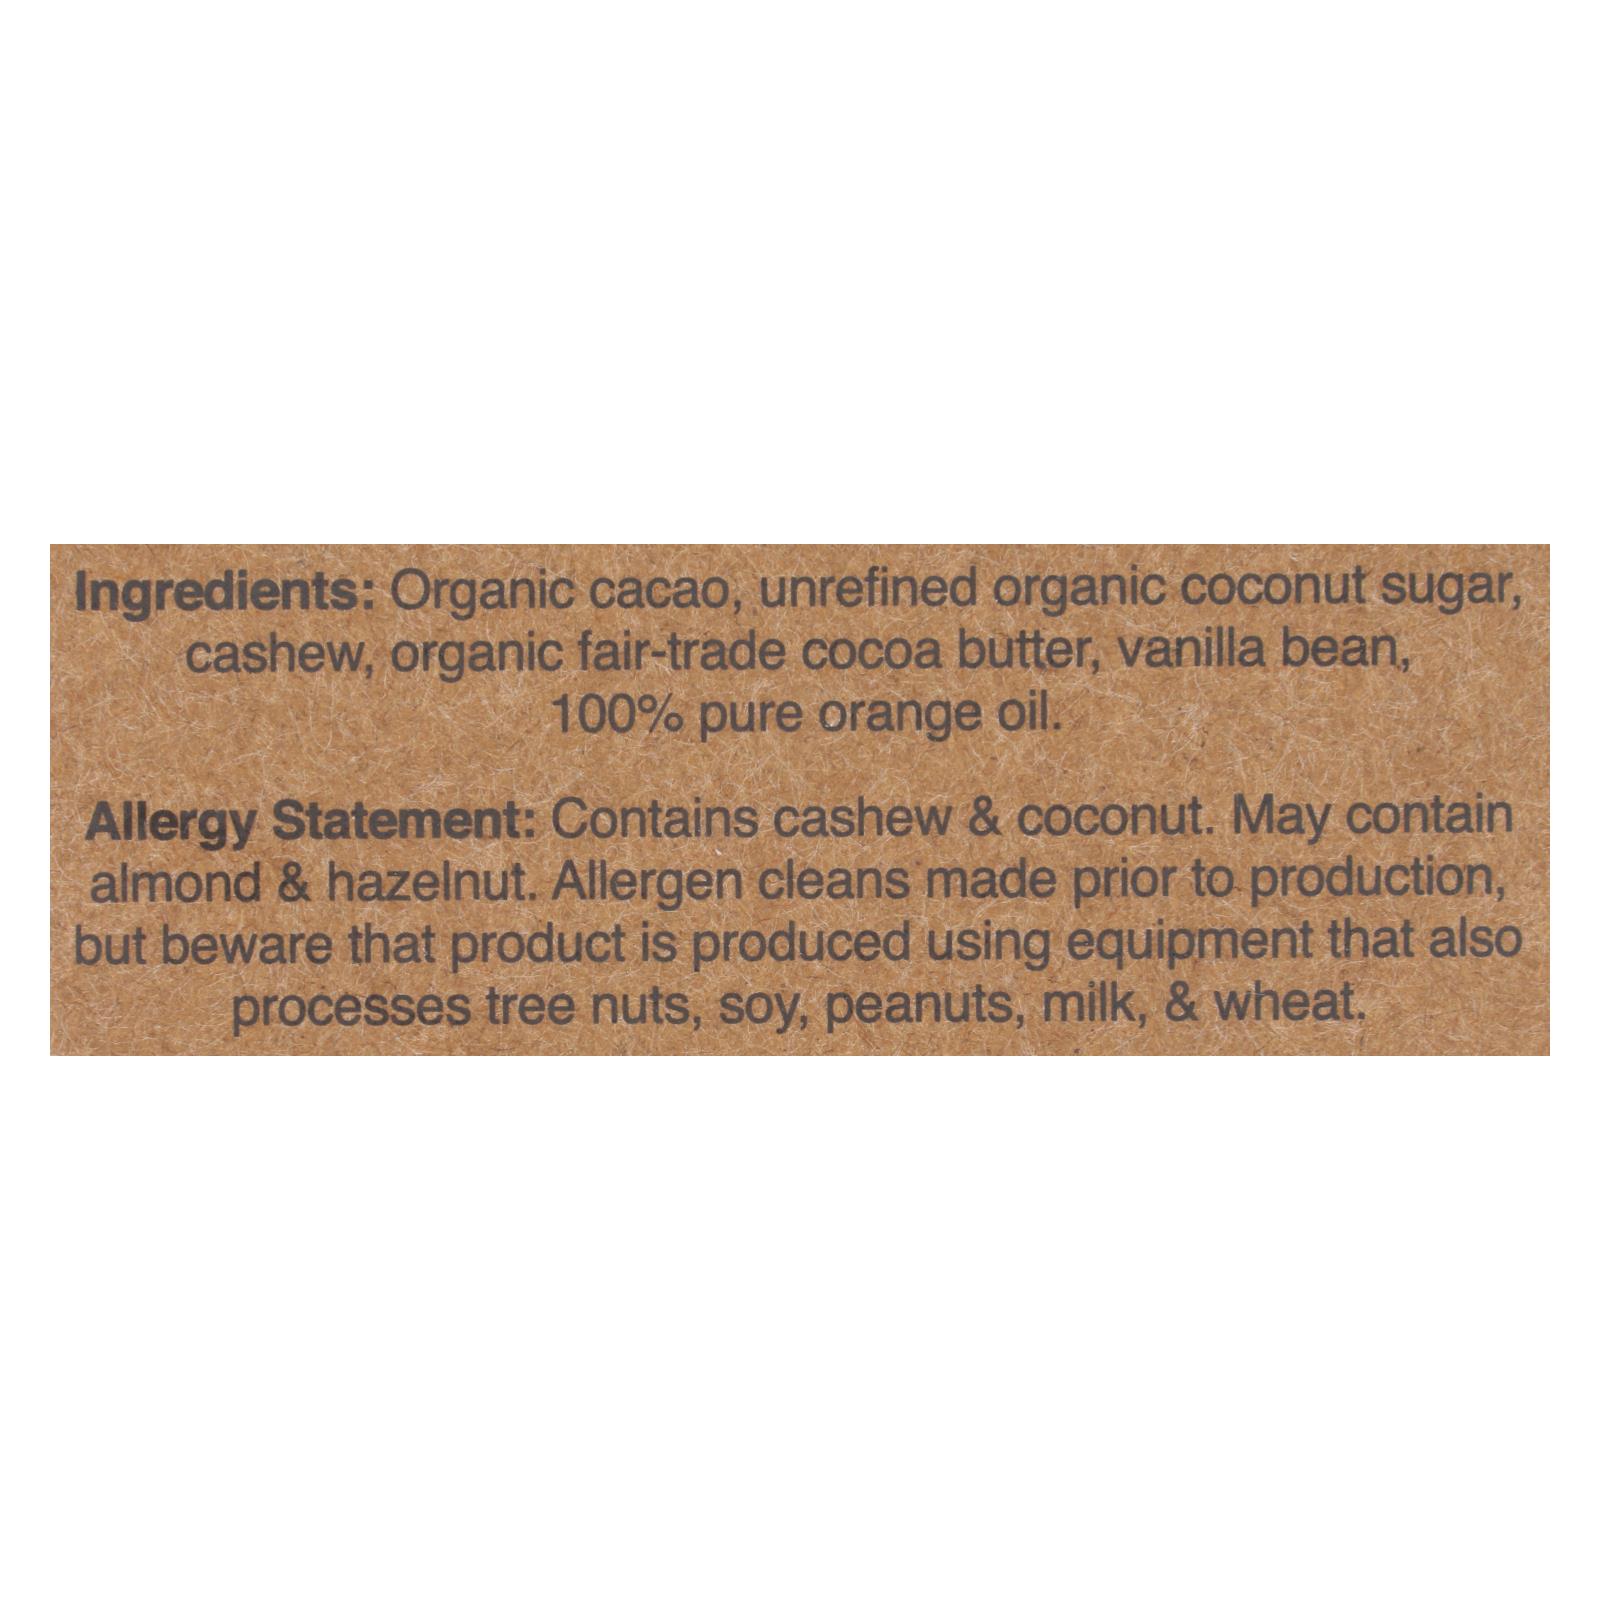 Ingredients: Organic cacao, unrefined organic coconut sugar,
cashew, organic fair-trade cocoa butter, vanilla bean,
100% pure orange oil.
Allergy Statement: Contains cashew & coconut. May contain
almond & hazelnut. Allergen cleans made prior to production,
but beware that product is produced using equipment that also
processes tree nuts, soy, peanuts, milk, & wheat.